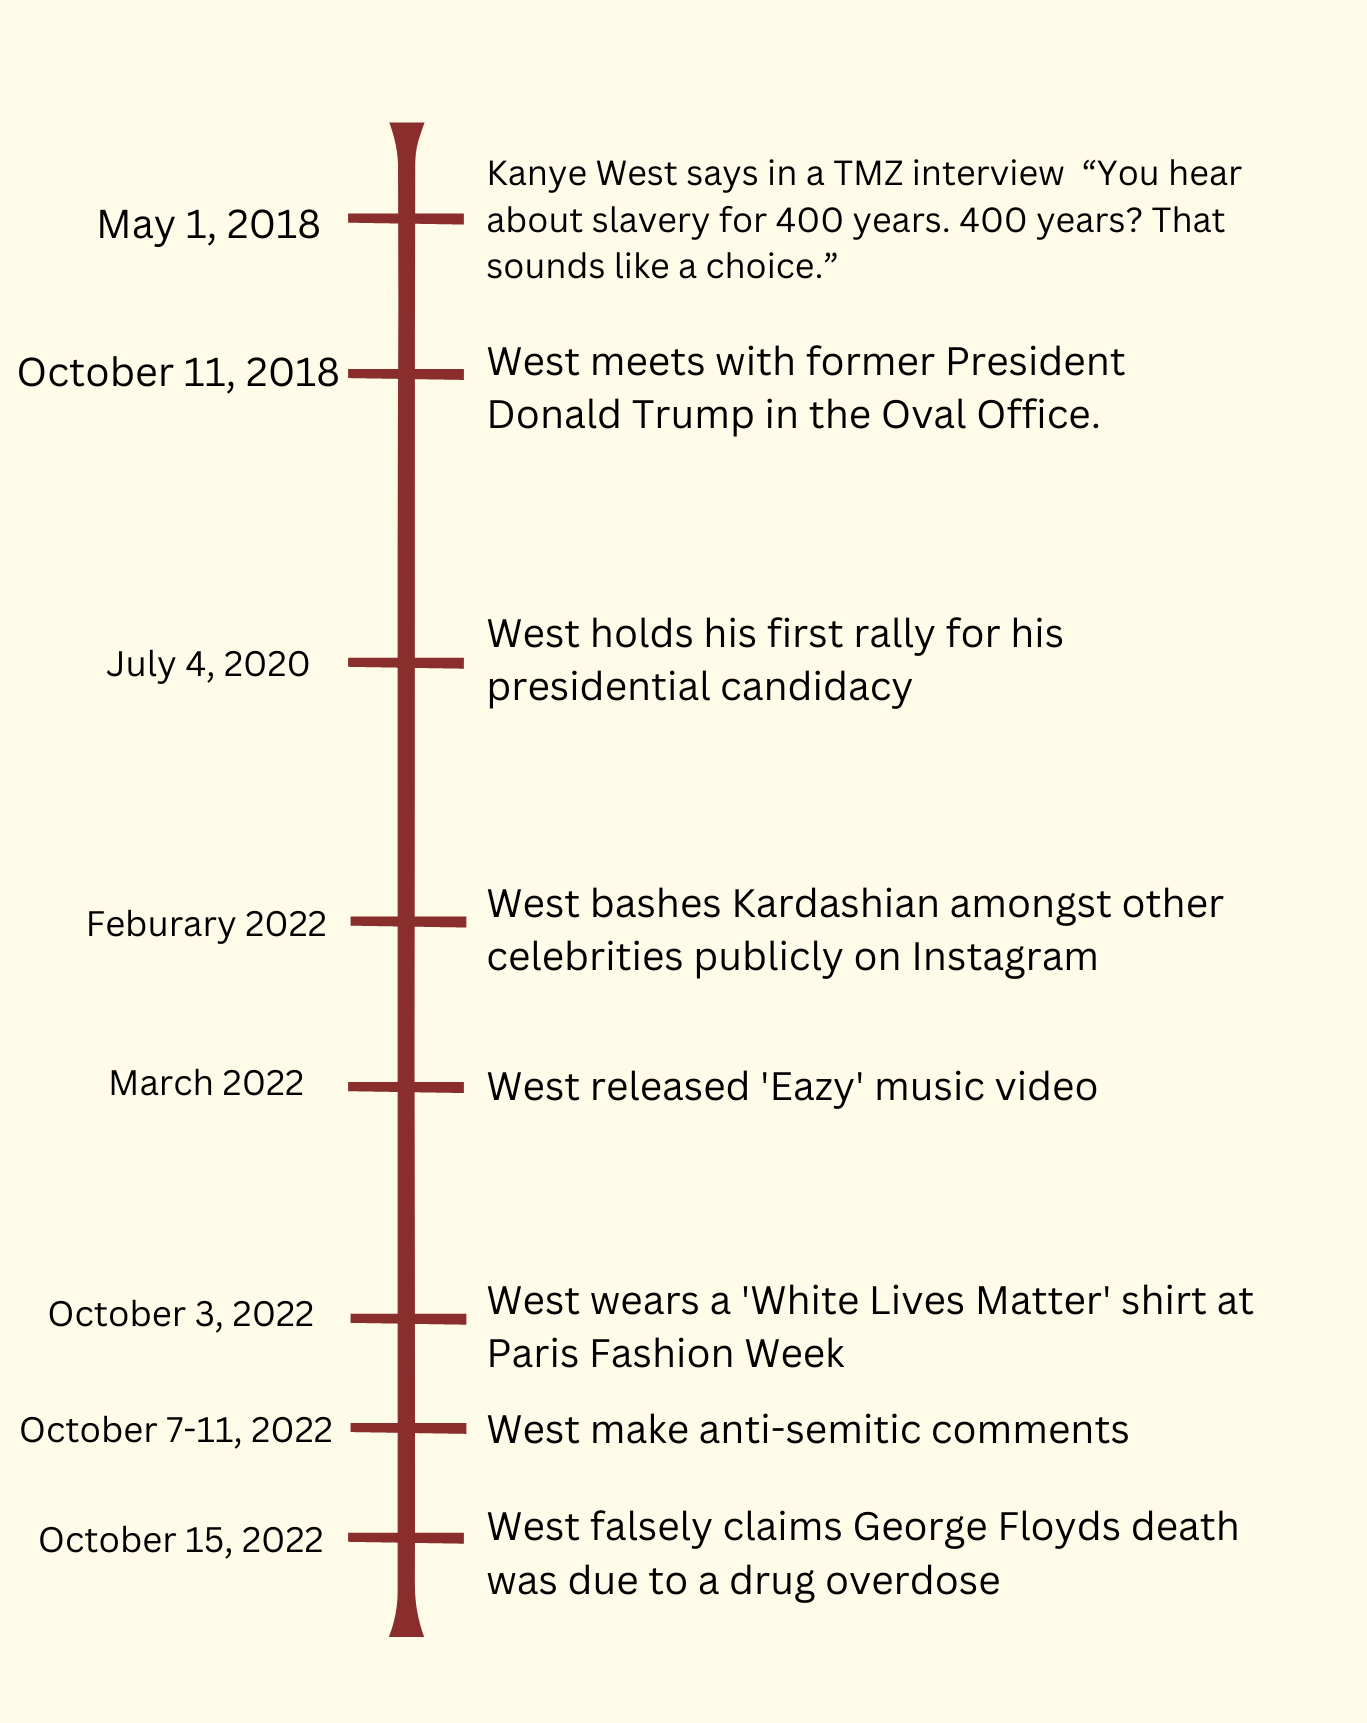 May 1, 2018
Kanye West says in a TMZ interview “You hear
about slavery for 400 years. 400 years? That
sounds like a choice.”
October 11, 2018
West meets with former President
Donald Trump in the Oval Office.
July 4, 2020
West holds his first rally for his
presidential candidacy
Feburary 2022
West bashes Kardashian amongst other
celebrities publicly on Instagram
March 2022
West released 'Eazy' music video
October 3, 2022
West wears a 'White Lives Matter' shirt at
Paris Fashion Week
October 7-11, 2022
West make anti-semitic comments
October 15, 2022
West falsely claims George Floyds death
was due to a drug overdose